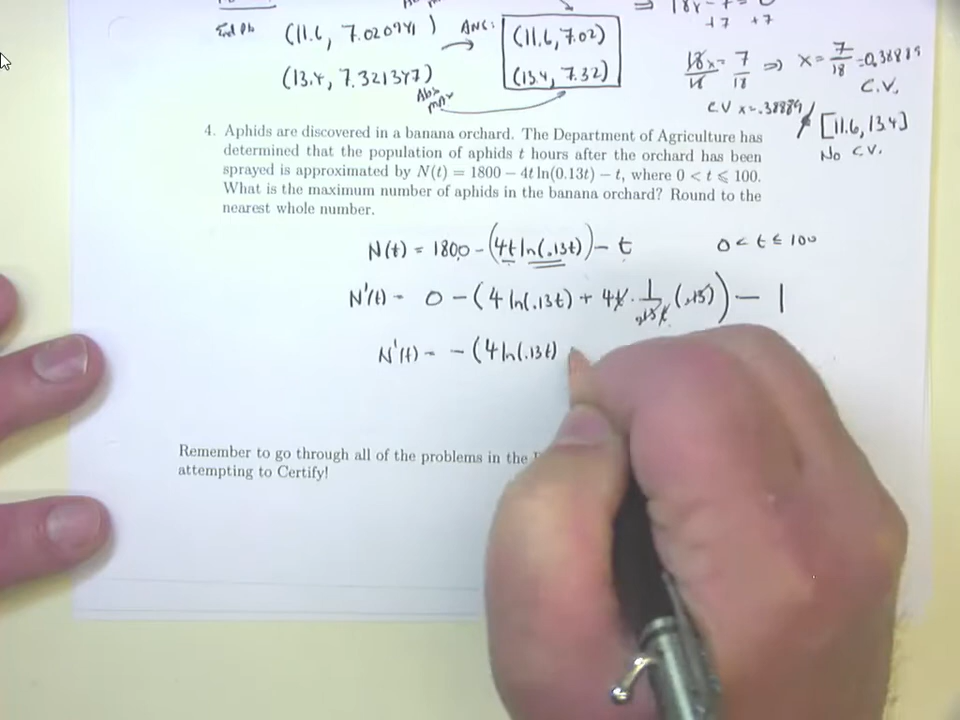 ⇒ 18x - 7 = 0
+7 +7
End Pts (11.6, 7.0209741) ANS: (11.6, 7.02)
(13.4, 7.321347) (13.4, 7.32)
Abs max
18x/18 = 7/18 ⇒ x = 7/18 = 0.38889
C.V.
C.V x = .38889
[11.6, 13.4]
No C.V.
4. Aphids are discovered in a banana orchard. The Department of Agriculture has
determined that the population of aphids t hours after the orchard has been
sprayed is approximated by N(t) = 1800 − 4t ln(0.13t) − t, where 0 < t ⩽ 100.
What is the maximum number of aphids in the banana orchard? Round to the
nearest whole number.
N(t) = 1800 - (4t ln(.13t)) - t 0 < t ≤ 100
N'(t) = 0 - (4 ln(.13t) + 4t · 1/.13t (.13)) - 1
N'(t) = - (4 ln(.13t)
Remember to go through all of the problems in the
attempting to Certify!